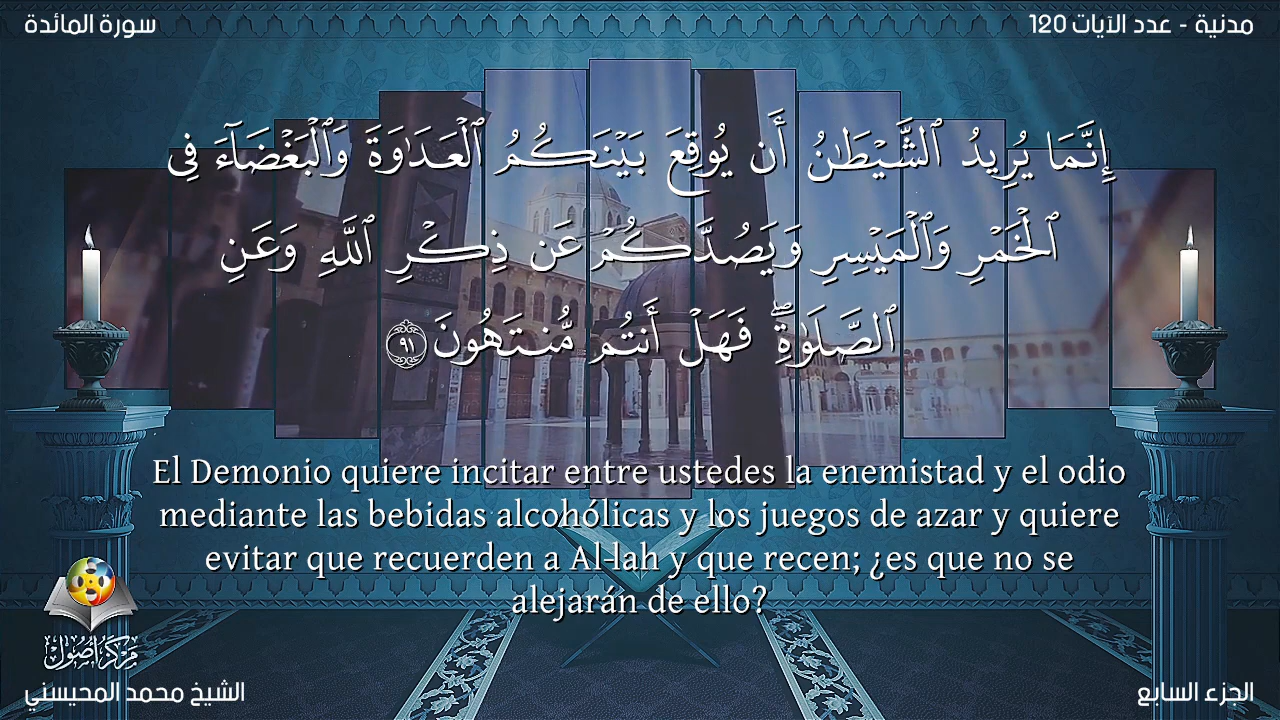 سورة المائدة
مدنية - عدد الآيات 120
إِنَّمَا يُرِيدُ ٱلشَّيْطَٰنُ أَن يُوقِعَ بَيْنَكُمُ ٱلْعَدَٰوَةَ وَٱلْبَغْضَآءَ فِى
ٱلْخَمْرِ وَٱلْمَيْسِرِ وَيَصُدَّكُمْ عَن ذِكْرِ ٱللَّهِ وَعَنِ
ٱلصَّلَوٰةِ ۖ فَهَلْ أَنتُم مُّنتَهُونَ ٩١
El Demonio quiere incitar entre ustedes la enemistad y el odio
mediante las bebidas alcohólicas y los juegos de azar y quiere
evitar que recuerden a Al-lah y que recen; ¿es que no se
alejarán de ello?
مركز أصول
الشيخ محمد المحيسني
الجزء السابع